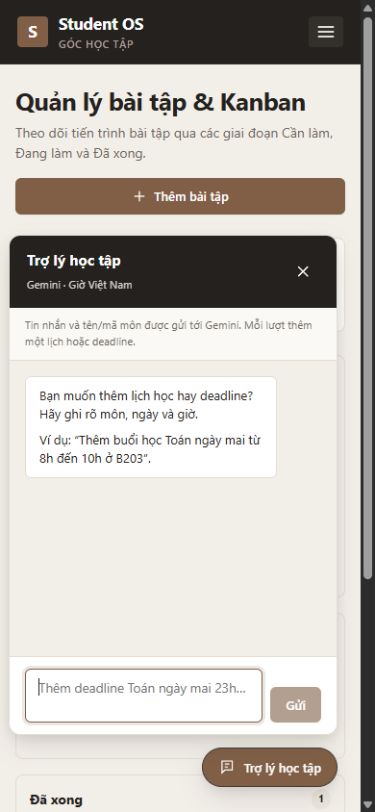 S
Student OS
GÓC HỌC TẬP
Quản lý bài tập & Kanban
Theo dõi tiến trình bài tập qua các giai đoạn Cần làm,
Đang làm và Đã xong.
+ Thêm bài tập
Trợ lý học tập
Gemini · Giờ Việt Nam
Tin nhắn và tên/mã môn được gửi tới Gemini. Mỗi lượt thêm
một lịch hoặc deadline.
Bạn muốn thêm lịch học hay deadline?
Hãy ghi rõ môn, ngày và giờ.
Ví dụ: “Thêm buổi học Toán ngày mai từ
8h đến 10h ở B203”.
Thêm deadline Toán ngày mai 23h...
Gửi
Trợ lý học tập
Đã xong
1